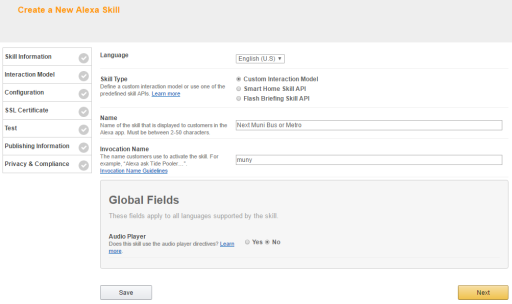 Create a New Alexa Skill
Skill Information
Interaction Model
Configuration
SSL Certificate
Test
Publishing Information
Privacy & Compliance
Language
English (U.S)
Skill Type
Define a custom interaction model or use one of the
predefined skill APIs. Learn more
Custom Interaction Model
Smart Home Skill API
Flash Briefing Skill API
Name
Name of the skill that is displayed to customers in the
Alexa app. Must be between 2-50 characters.
Next Muni Bus or Metro
Invocation Name
The name customers use to activate the skill. For
example, "Alexa ask Tide Pooler...".
Invocation Name Guidelines
muny
Global Fields
These fields apply to all languages supported by the skill.
Audio Player
Does this skill use the audio player directives? Learn
more
Yes No
Save
Next